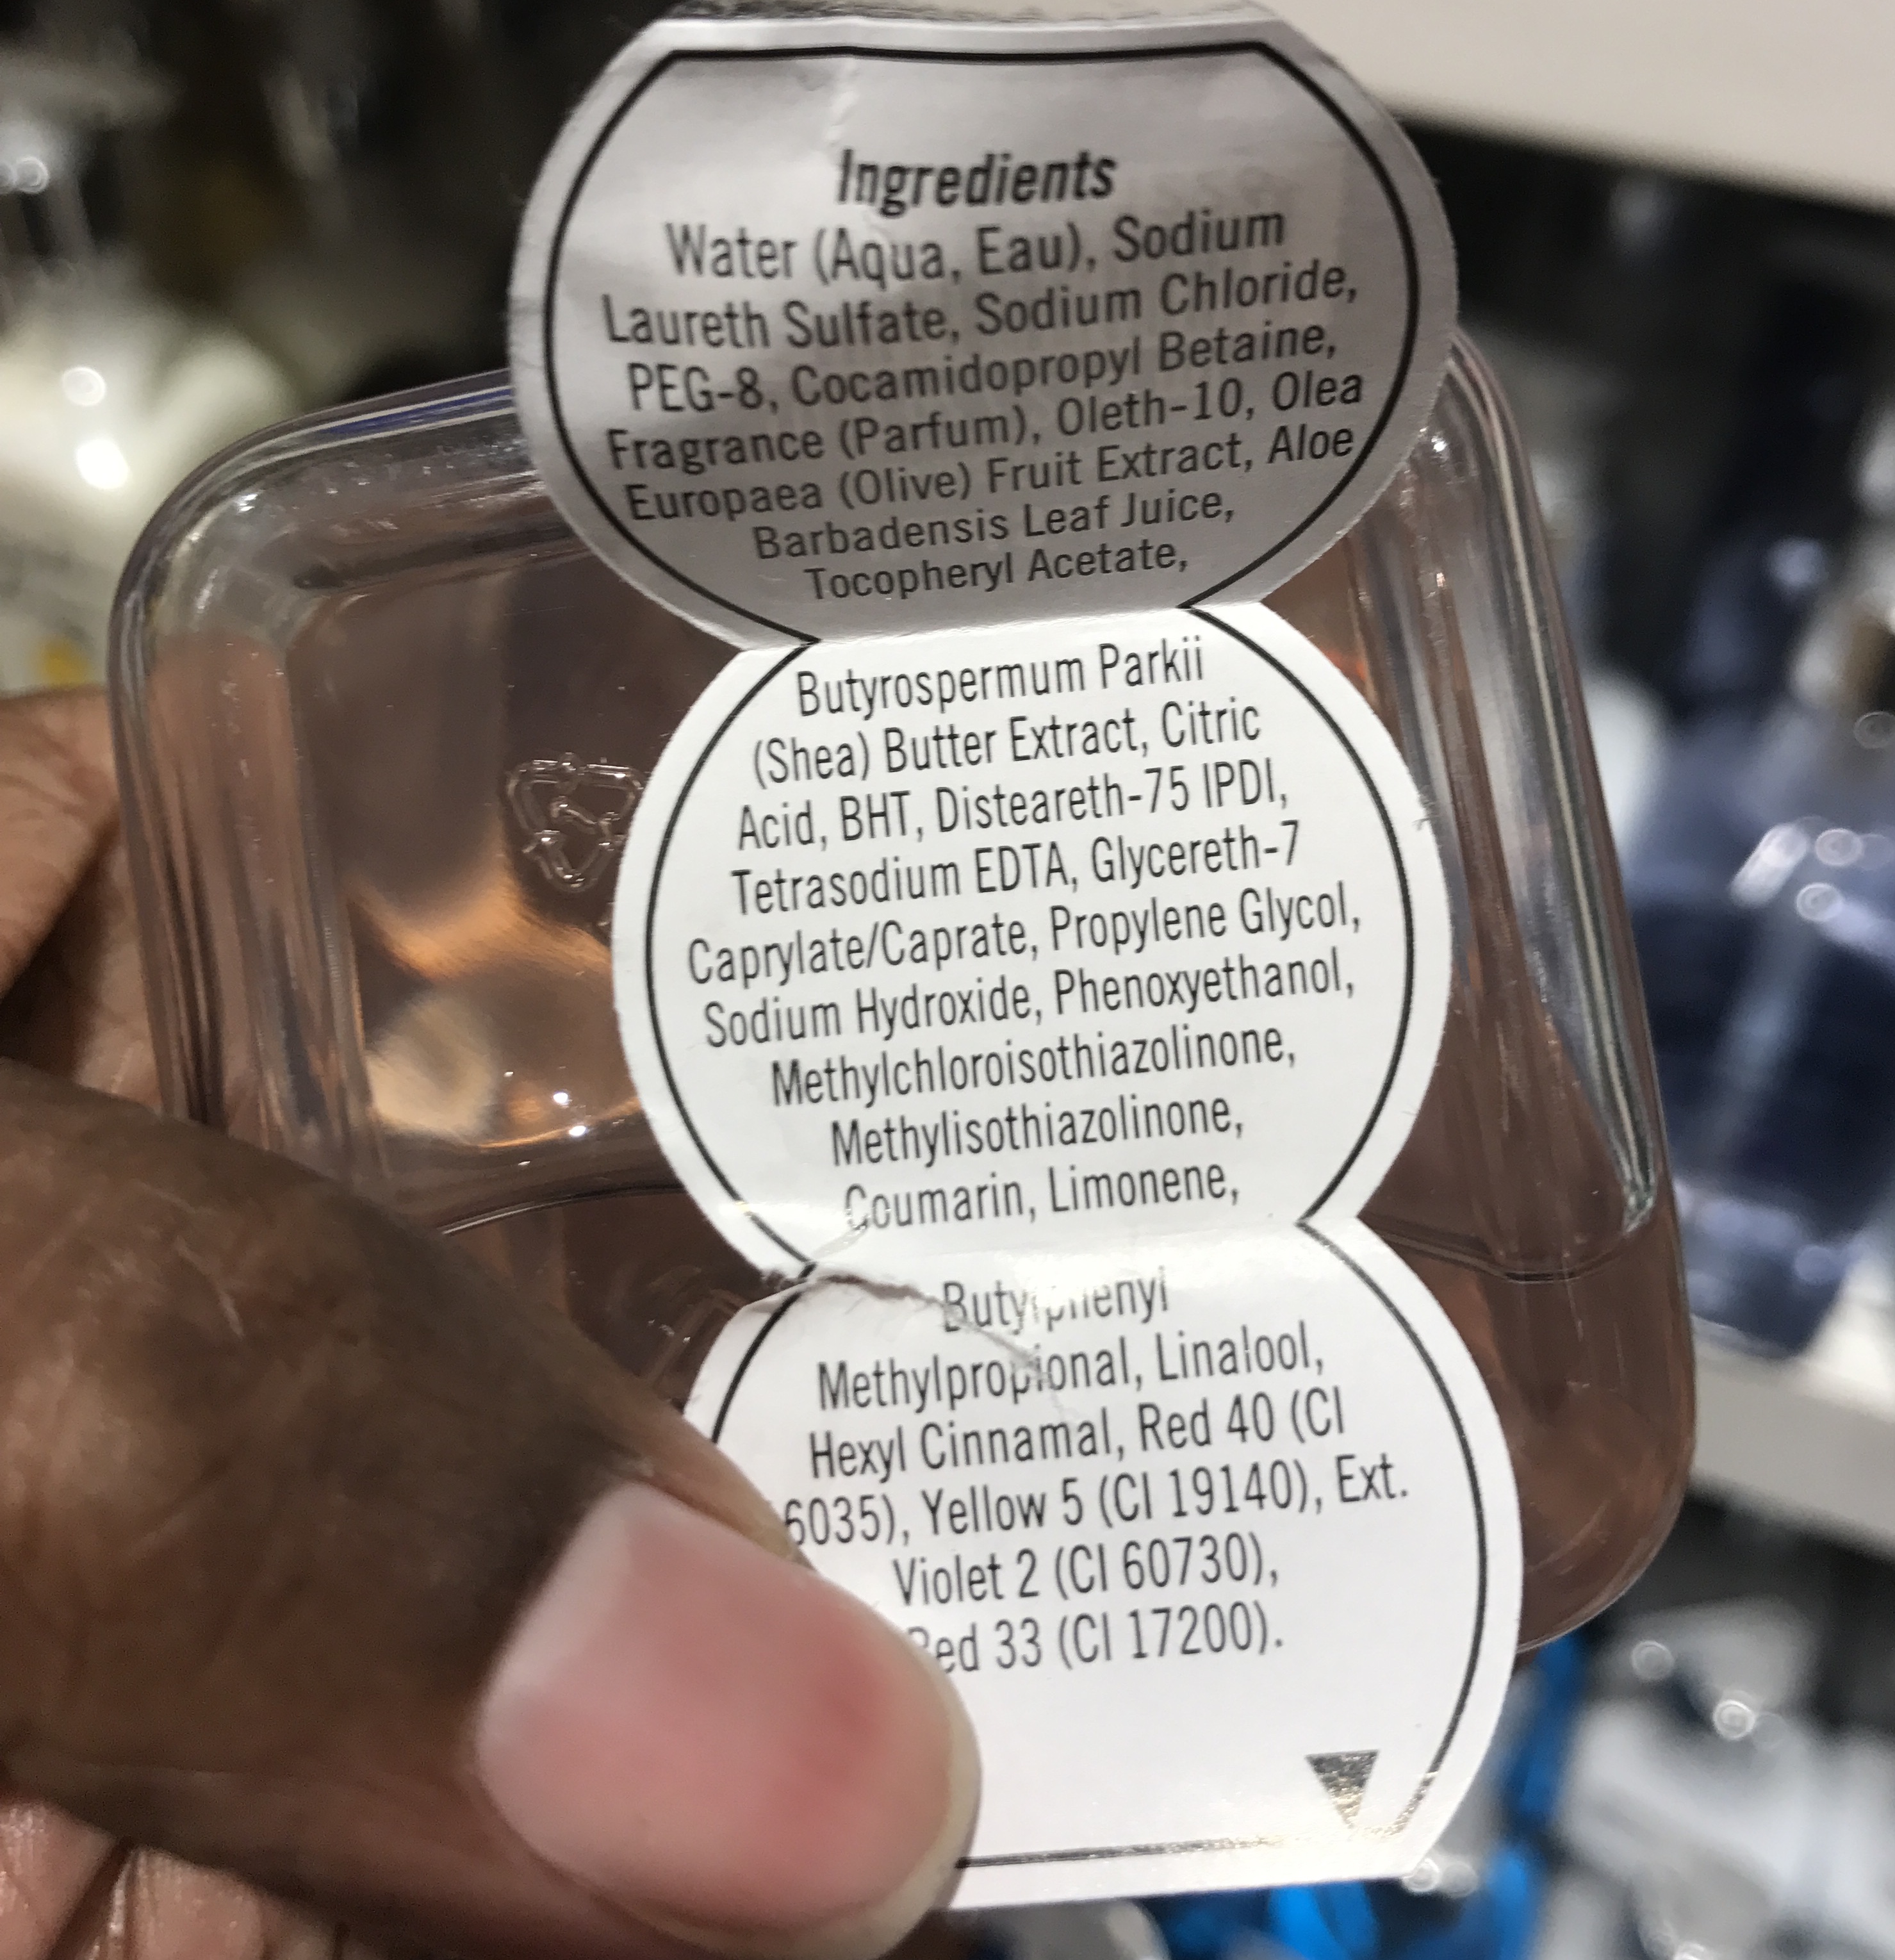 Ingredients
Water (Aqua, Eau), Sodium
Laureth Sulfate, Sodium Chloride,
PEG-8, Cocamidopropyl Betaine,
Fragrance (Parfum), Oleth-10, Olea
Europaea (Olive) Fruit Extract, Aloe
Barbadensis Leaf Juice,
Tocopheryl Acetate,
Butyrospermum Parkii
(Shea) Butter Extract, Citric
Acid, BHT, Disteareth-75 IPDI,
Tetrasodium EDTA, Glycereth-7
Caprylate/Caprate, Propylene Glycol,
Sodium Hydroxide, Phenoxyethanol,
Methylchloroisothiazolinone,
Methylisothiazolinone,
Coumarin, Limonene,
Butylphenyl
Methylpropional, Linalool,
Hexyl Cinnamal, Red 40 (CI
6035), Yellow 5 (CI 19140), Ext.
Violet 2 (CI 60730),
Red 33 (CI 17200).